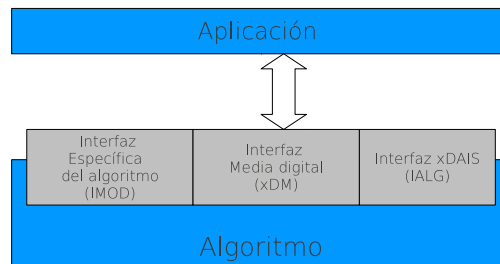 Aplicación
Interfaz
Específica
del algoritmo
(IMOD)
Interfaz
Media digital
(xDM)
Interfaz xDAIS
(IALG)
Algoritmo